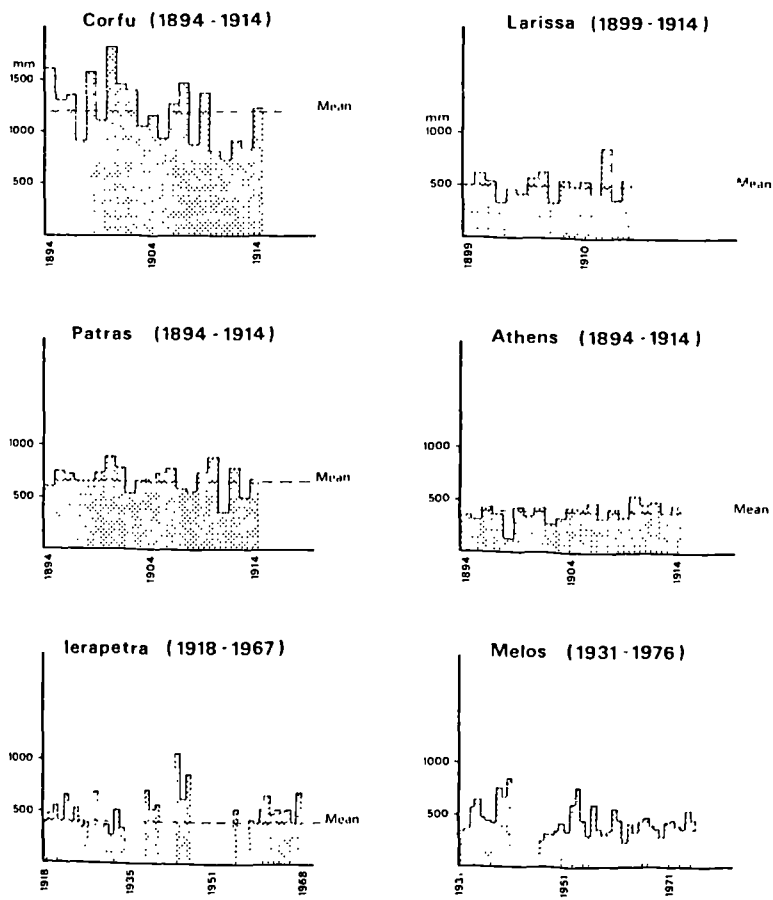 Corfu (1894 - 1914)
mm
1500
1000
500
Mean
1894
1904
1914
Larissa (1899 - 1914)
mm
1000
500
Mean
1899
1910
Patras (1894 - 1914)
1000
500
Mean
1894
1904
1914
Athens (1894 - 1914)
1000
500
Mean
1894
1904
1914
Ierapetra (1918 - 1967)
1000
500
Mean
1918
1935
1951
1968
Melos (1931 - 1976)
1000
500
1931
1951
1971